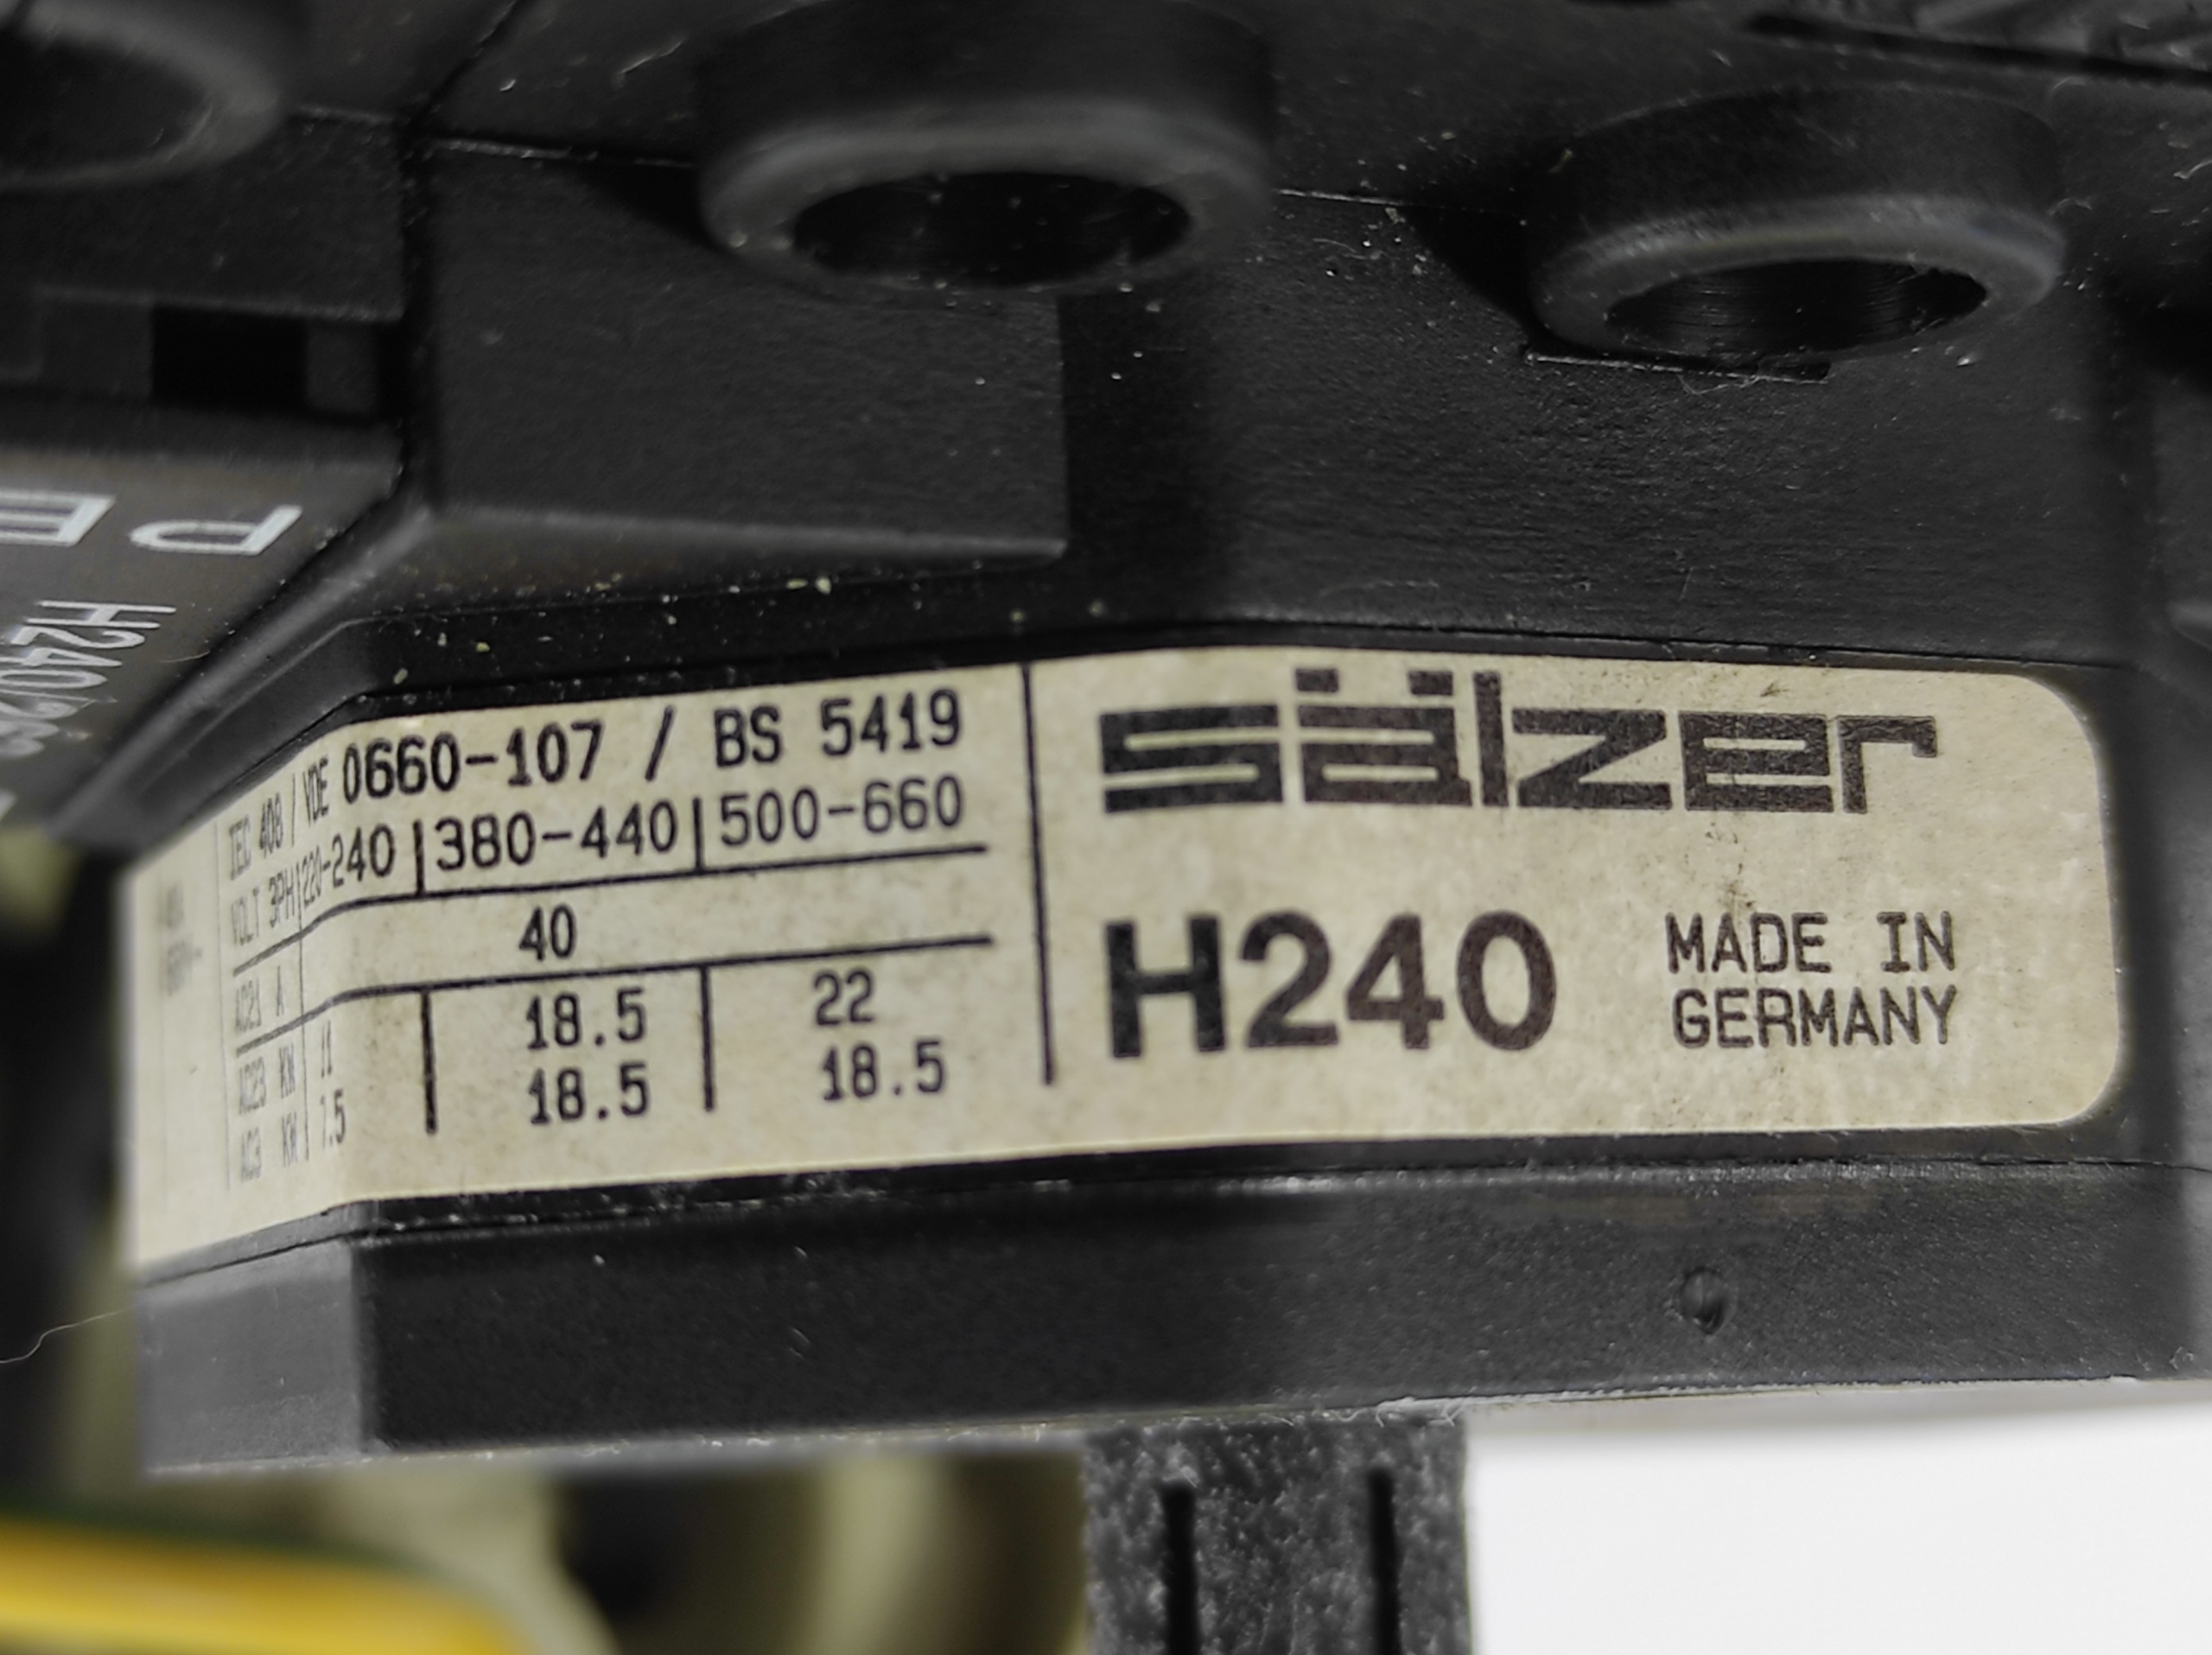 P
E
H240/
IEC 408 / VDE 0660-107 / BS 5419
VOLT 3PH|220-240|380-440|500-660
AC21 A 40
AC23 KW 11 18.5 22
AC3 KW 7.5 18.5 18.5
sälzer
H240
MADE IN
GERMANY